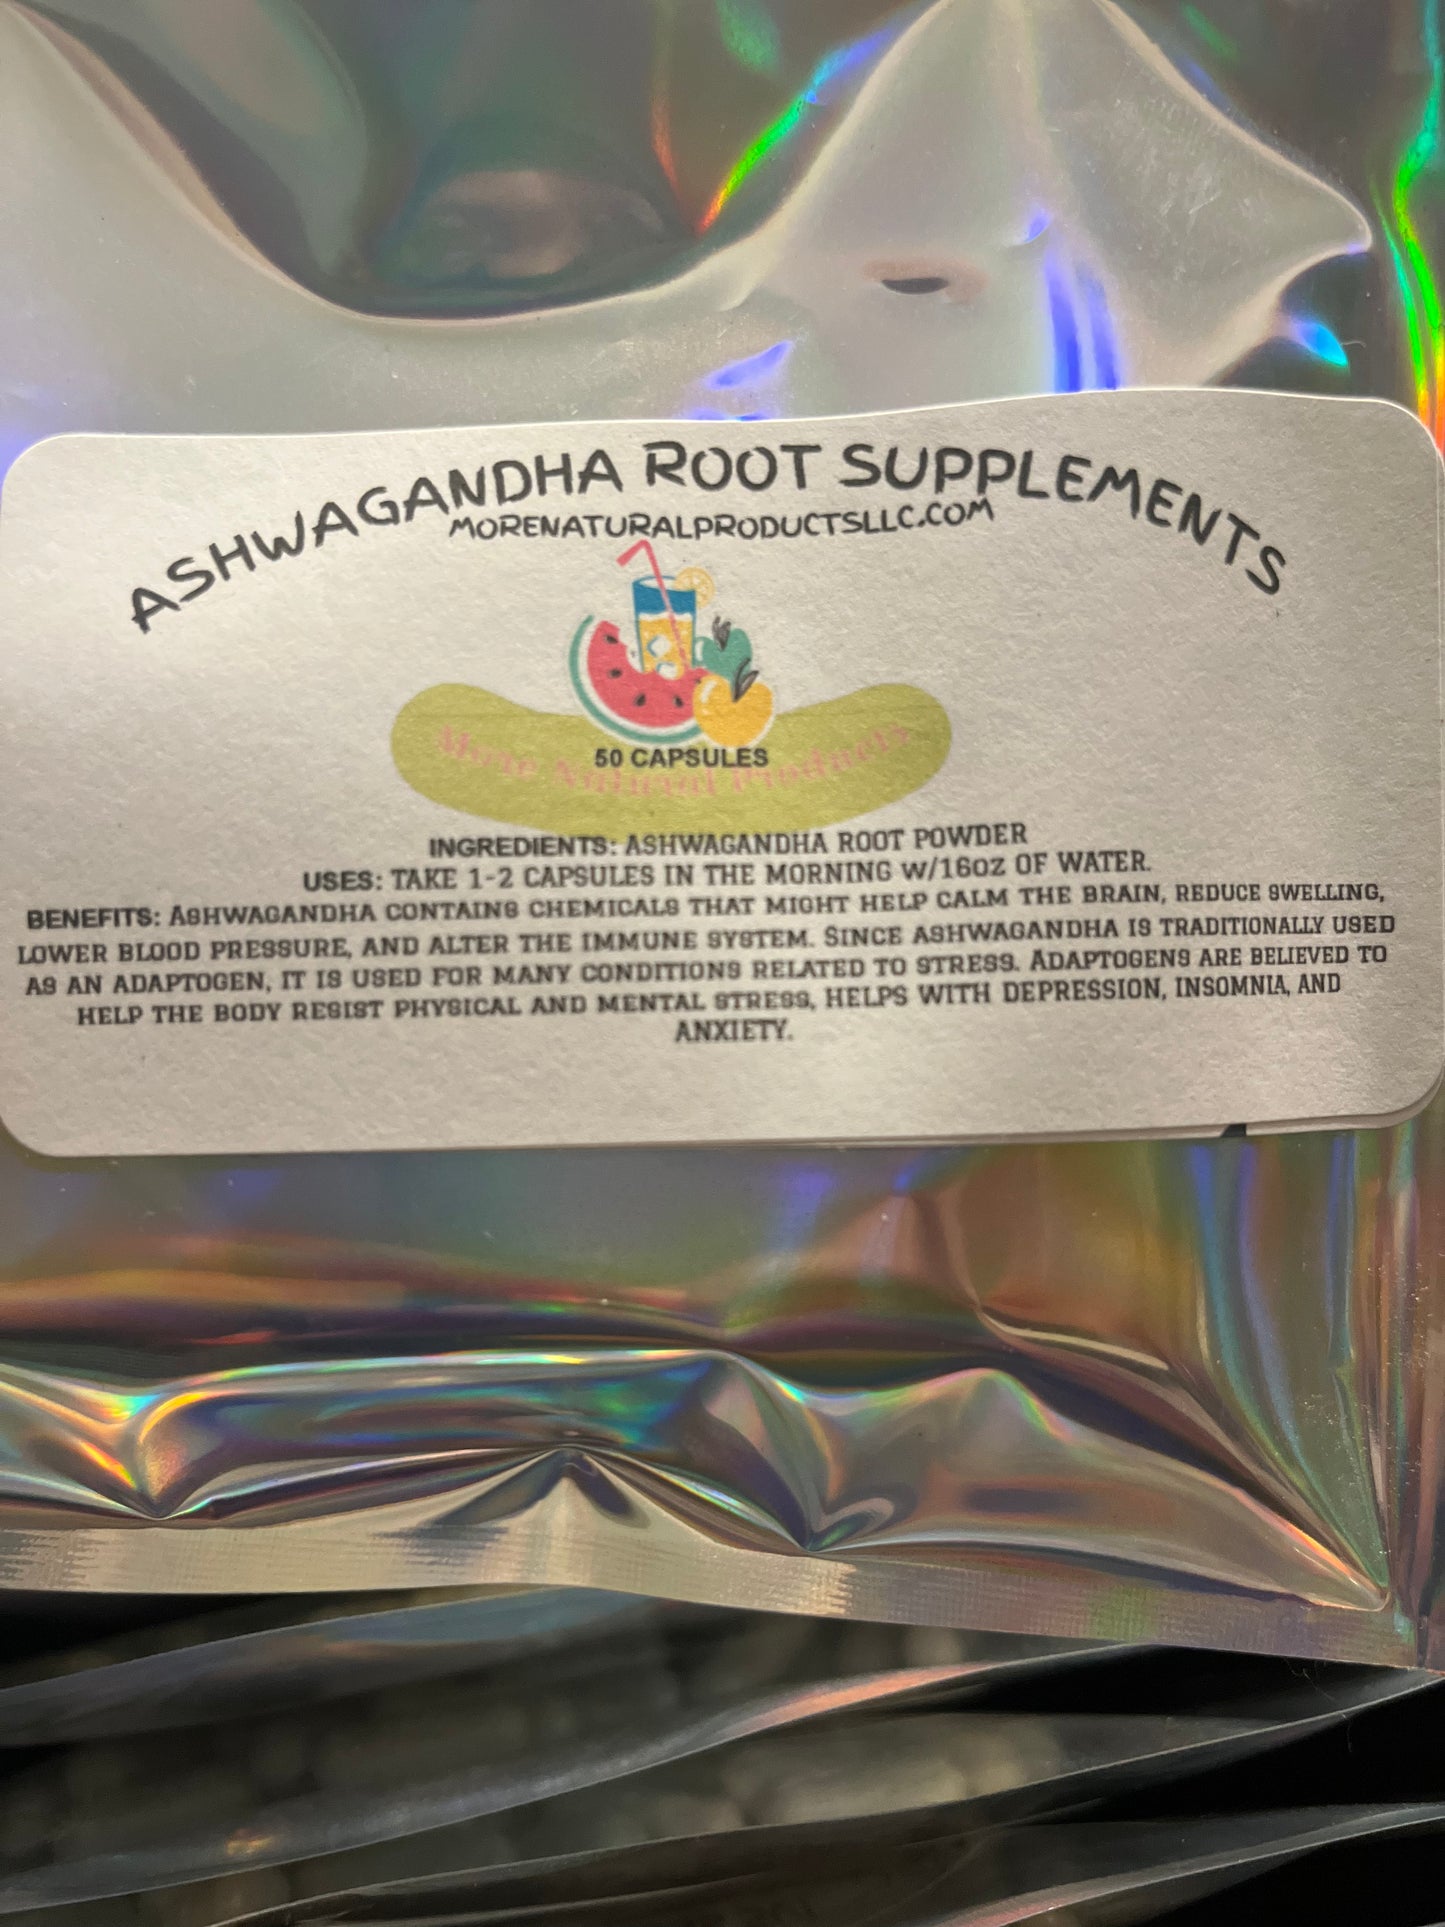 ASHWAGANDHA ROOT SUPPLEMENTS
MORENATURALPRODUCTSLLC.COM
50 CAPSULES
More Natural Products
INGREDIENTS: ASHWAGANDHA ROOT POWDER
USES: TAKE 1-2 CAPSULES IN THE MORNING W/16OZ OF WATER.
BENEFITS: ASHWAGANDHA CONTAINS CHEMICALS THAT MIGHT HELP CALM THE BRAIN, REDUCE SWELLING,
LOWER BLOOD PRESSURE, AND ALTER THE IMMUNE SYSTEM. SINCE ASHWAGANDHA IS TRADITIONALLY USED
AS AN ADAPTOGEN, IT IS USED FOR MANY CONDITIONS RELATED TO STRESS. ADAPTOGENS ARE BELIEVED TO
HELP THE BODY RESIST PHYSICAL AND MENTAL STRESS, HELPS WITH DEPRESSION, INSOMNIA, AND
ANXIETY.